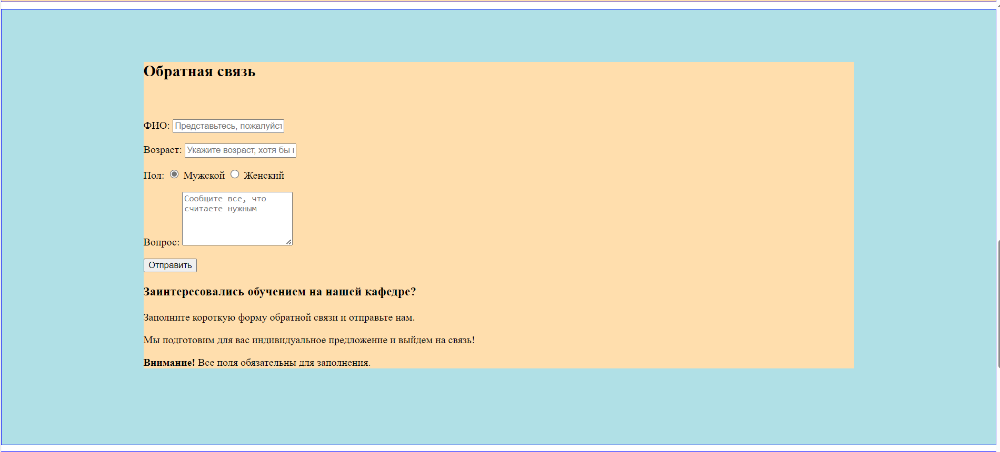 Обратная связь
ФИО: Представьтесь, пожалуйст
Возраст: Укажите возраст, хотя бы
Пол: Мужской Женский
Сообщите все, что
считаете нужным
Вопрос:
Отправить
Заинтересовались обучением на нашей кафедре?
Заполните короткую форму обратной связи и отправьте нам.
Мы подготовим для вас индивидуальное предложение и выйдем на связь!
Внимание! Все поля обязательны для заполнения.